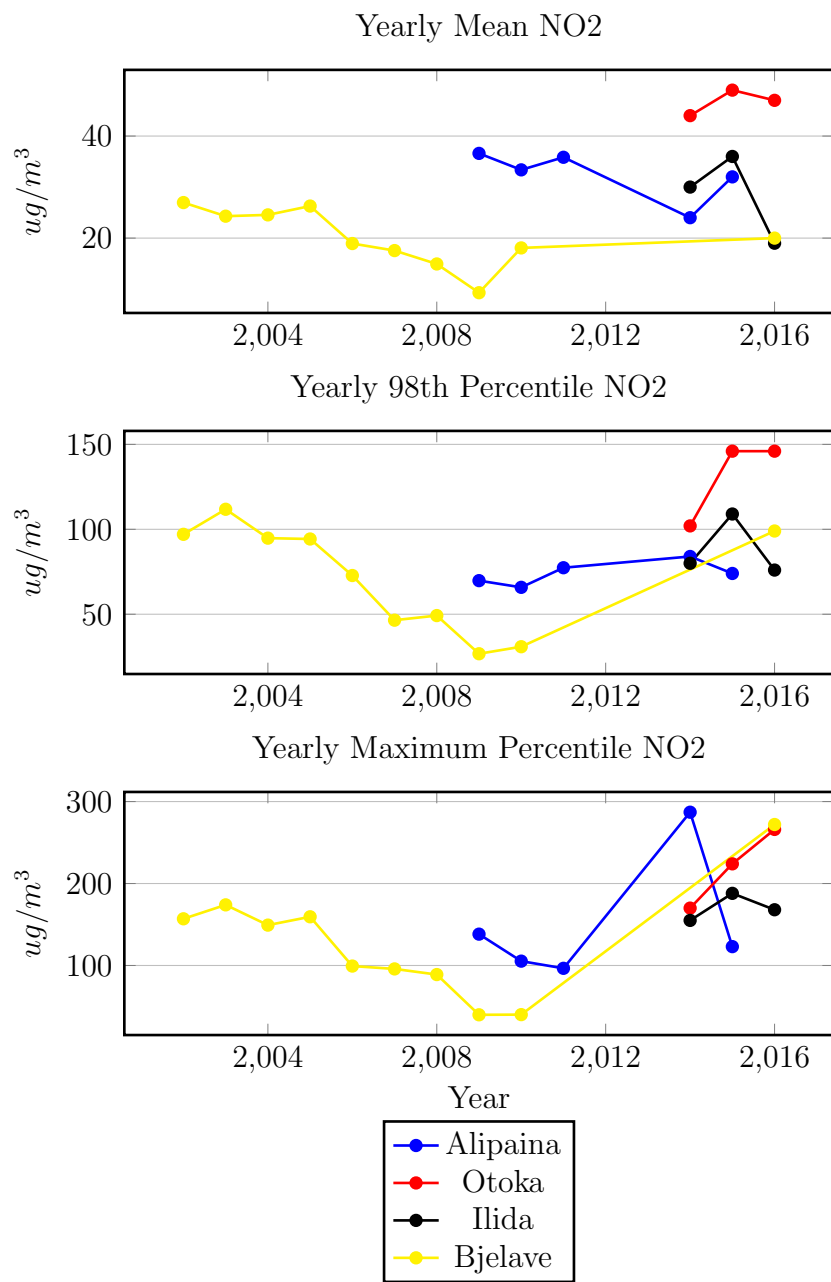 Yearly Mean NO2
40
20
ug/m³
2,004 2,008 2,012 2,016
Yearly 98th Percentile NO2
150
100
50
ug/m³
2,004 2,008 2,012 2,016
Yearly Maximum Percentile NO2
300
200
100
ug/m³
2,004 2,008 2,012 2,016
Year
Alipaina
Otoka
Ilida
Bjelave